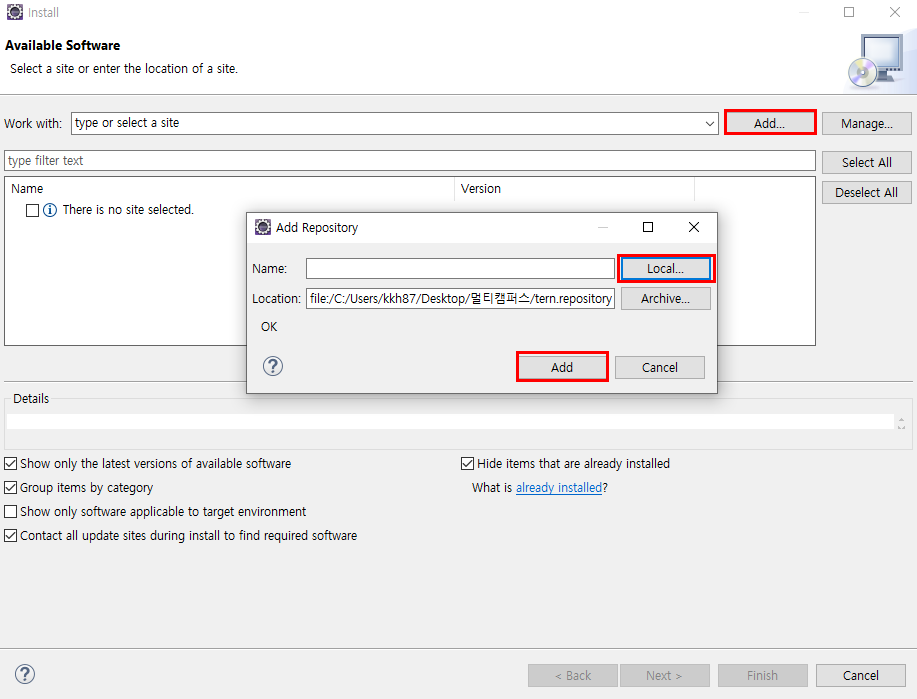 Install
Available Software
Select a site or enter the location of a site.
Work with: type or select a site Add... Manage...
type filter text Select All
Name Version Deselect All
There is no site selected.
Add Repository
Name: Local...
Location: file:/C:/Users/kkh87/Desktop/멀티캠퍼스/tern.repository Archive...
OK
? Add Cancel
Details
Show only the latest versions of available software Hide items that are already installed
Group items by category What is already installed?
Show only software applicable to target environment
Contact all update sites during install to find required software
? < Back Next > Finish Cancel